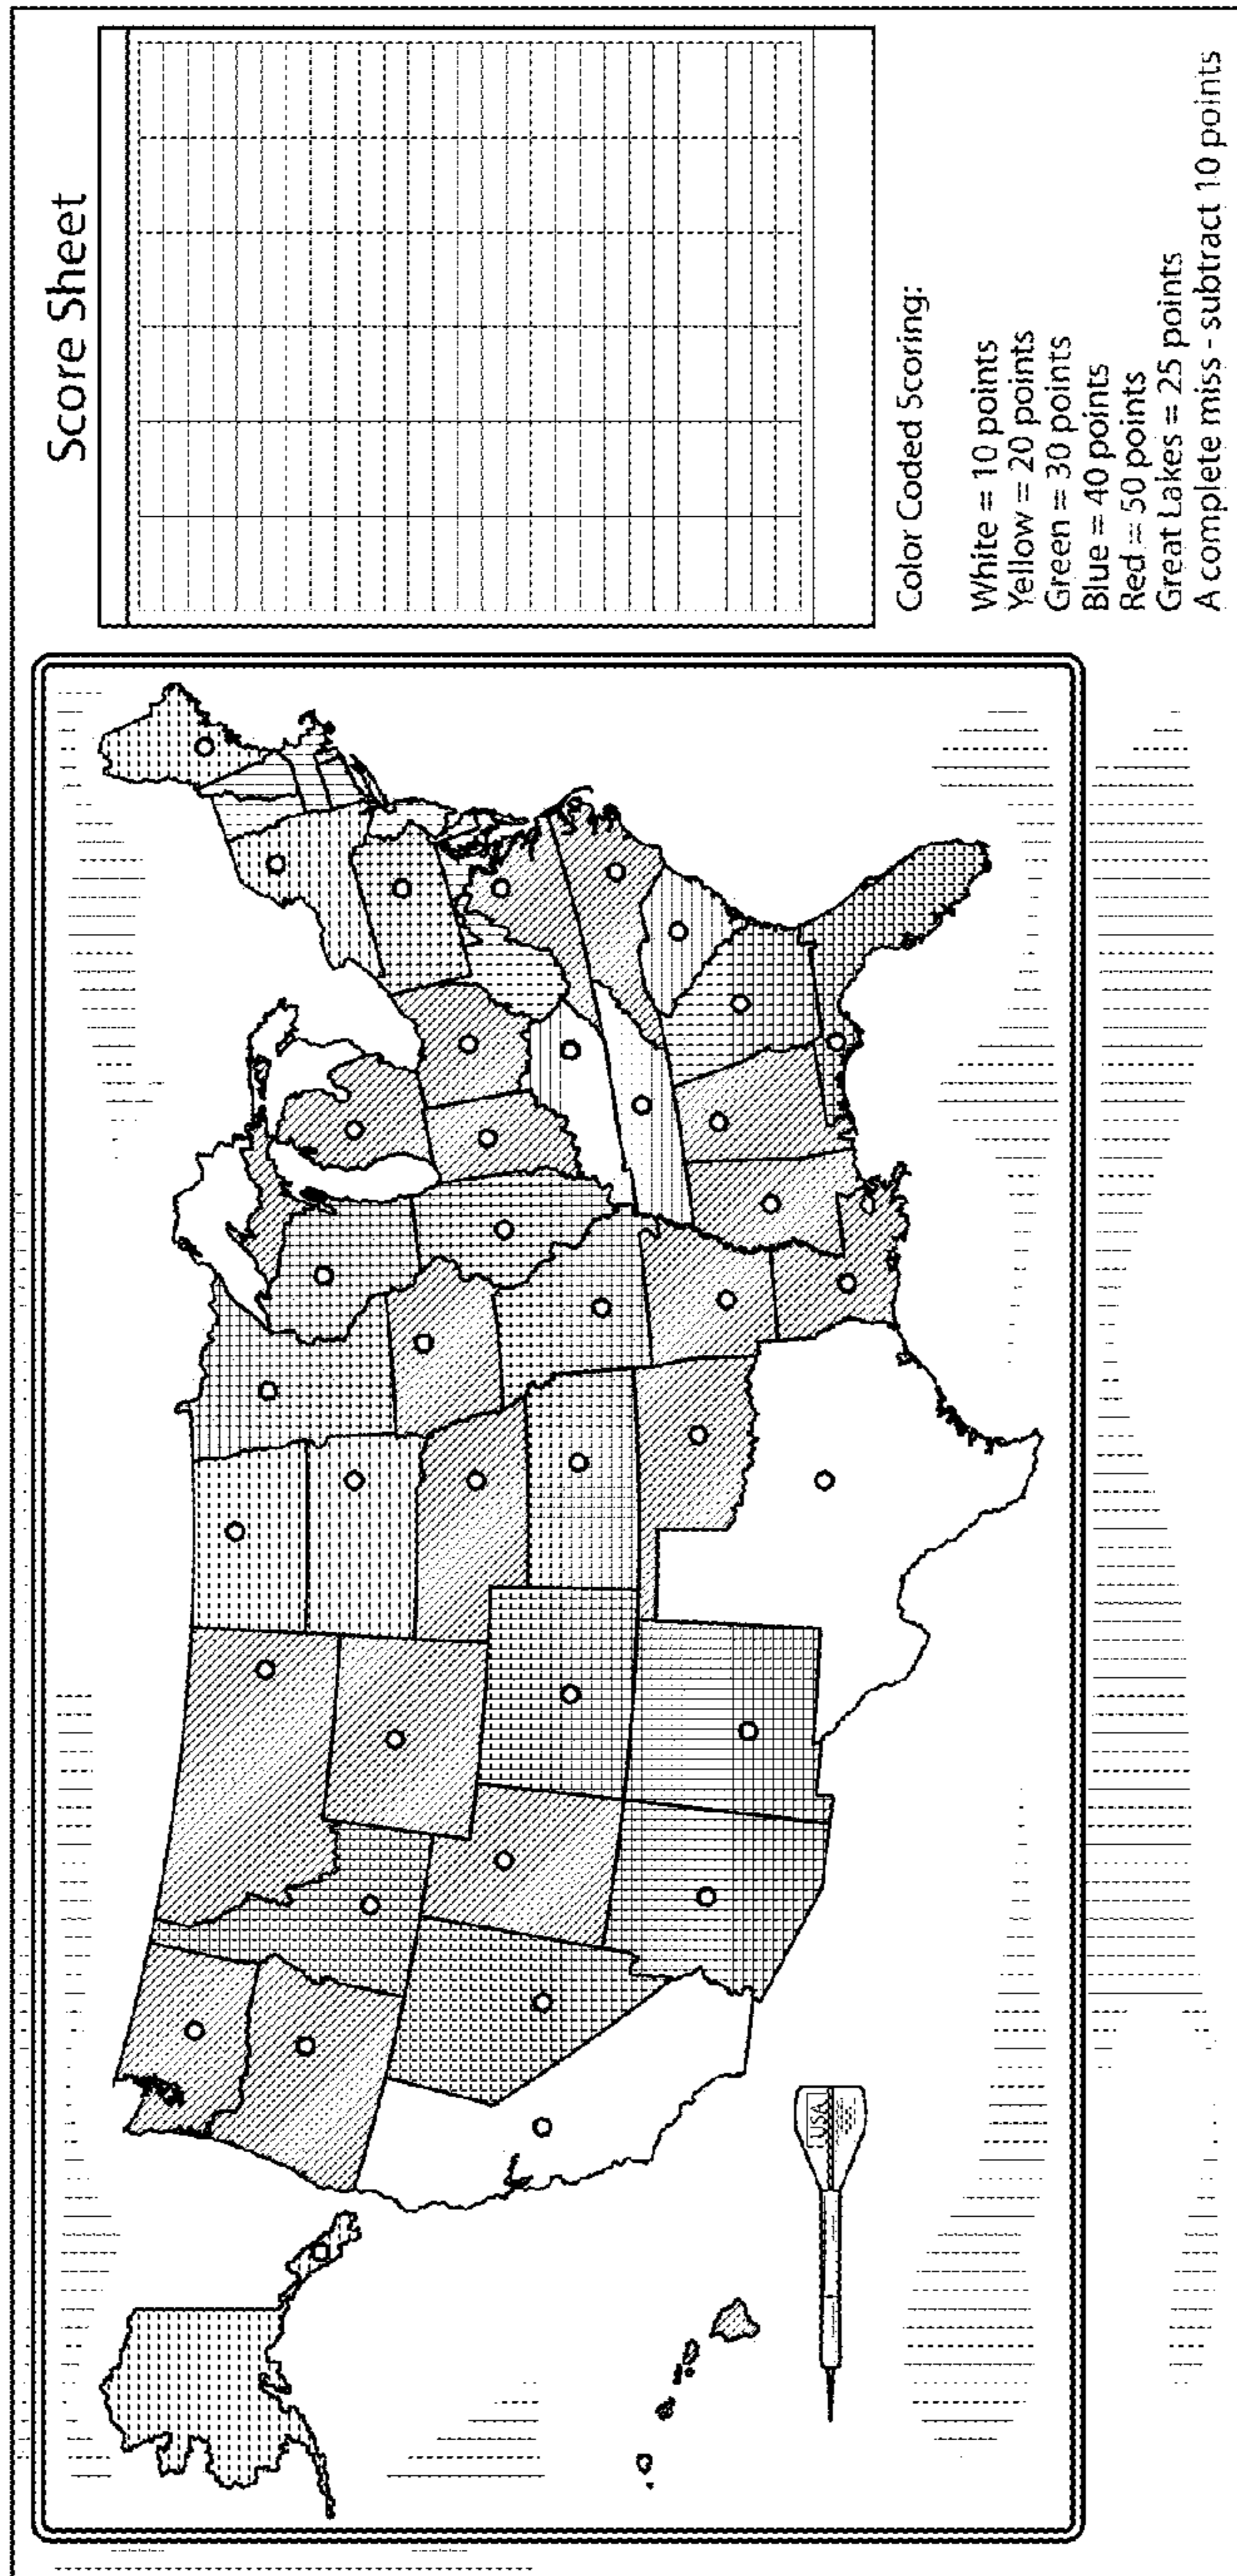 Score Sheet
Color Coded Scoring:
White = 10 points
Yellow = 20 points
Green = 30 points
Blue = 40 points
Red = 50 points
Great Lakes = 25 points
A complete miss - subtract 10 points
USA